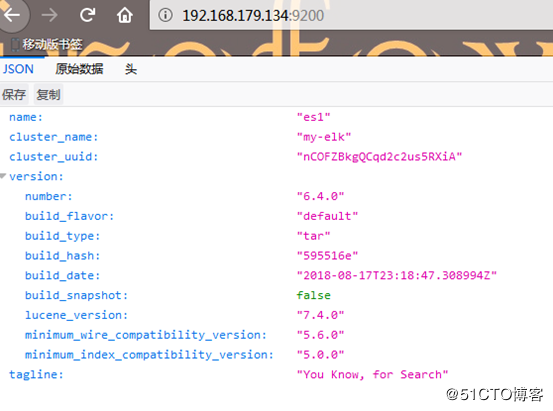 192.168.179.134:9200
移动版书签
JSON 原始数据 头
保存 复制
name: "es1"
cluster_name: "my-elk"
cluster_uuid: "nCOFZBkgQCqd2c2us5RXiA"
version:
number: "6.4.0"
build_flavor: "default"
build_type: "tar"
build_hash: "595516e"
build_date: "2018-08-17T23:18:47.308994Z"
build_snapshot: false
lucene_version: "7.4.0"
minimum_wire_compatibility_version: "5.6.0"
minimum_index_compatibility_version: "5.0.0"
tagline: "You Know, for Search"
@51CTO博客